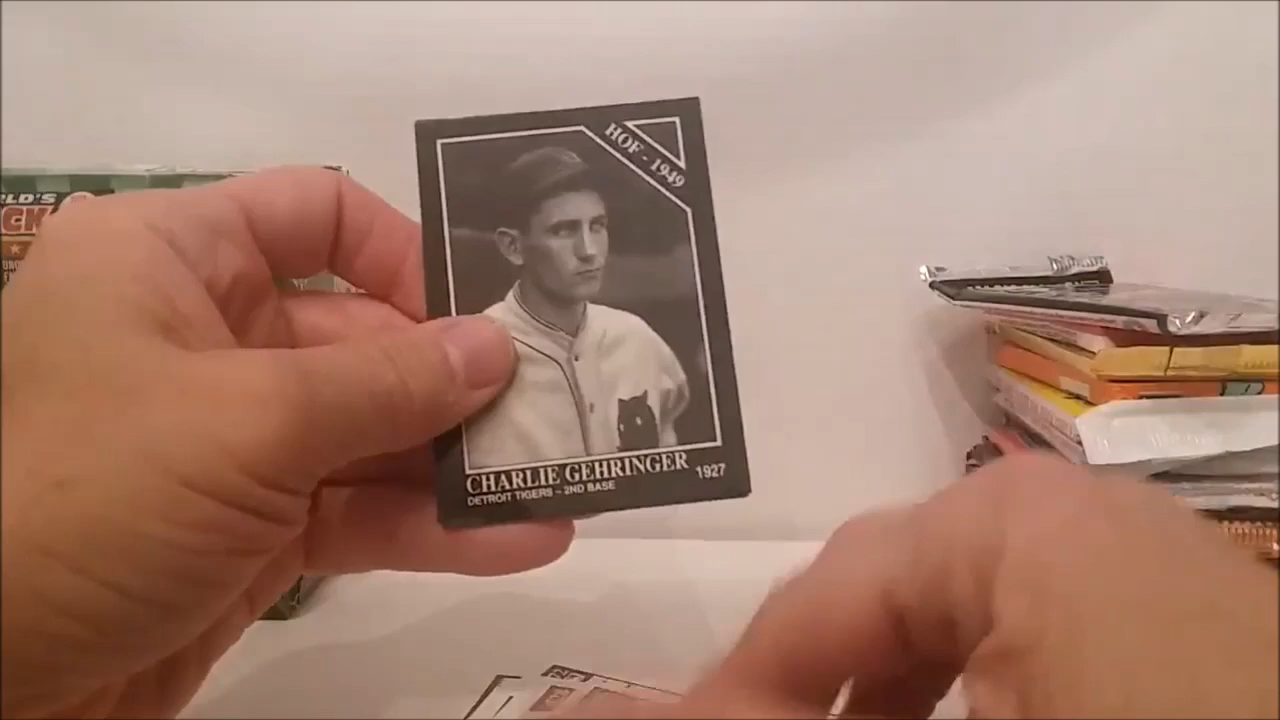 HOF - 1949
CHARLIE GEHRINGER
1927
DETROIT TIGERS - 2ND BASE